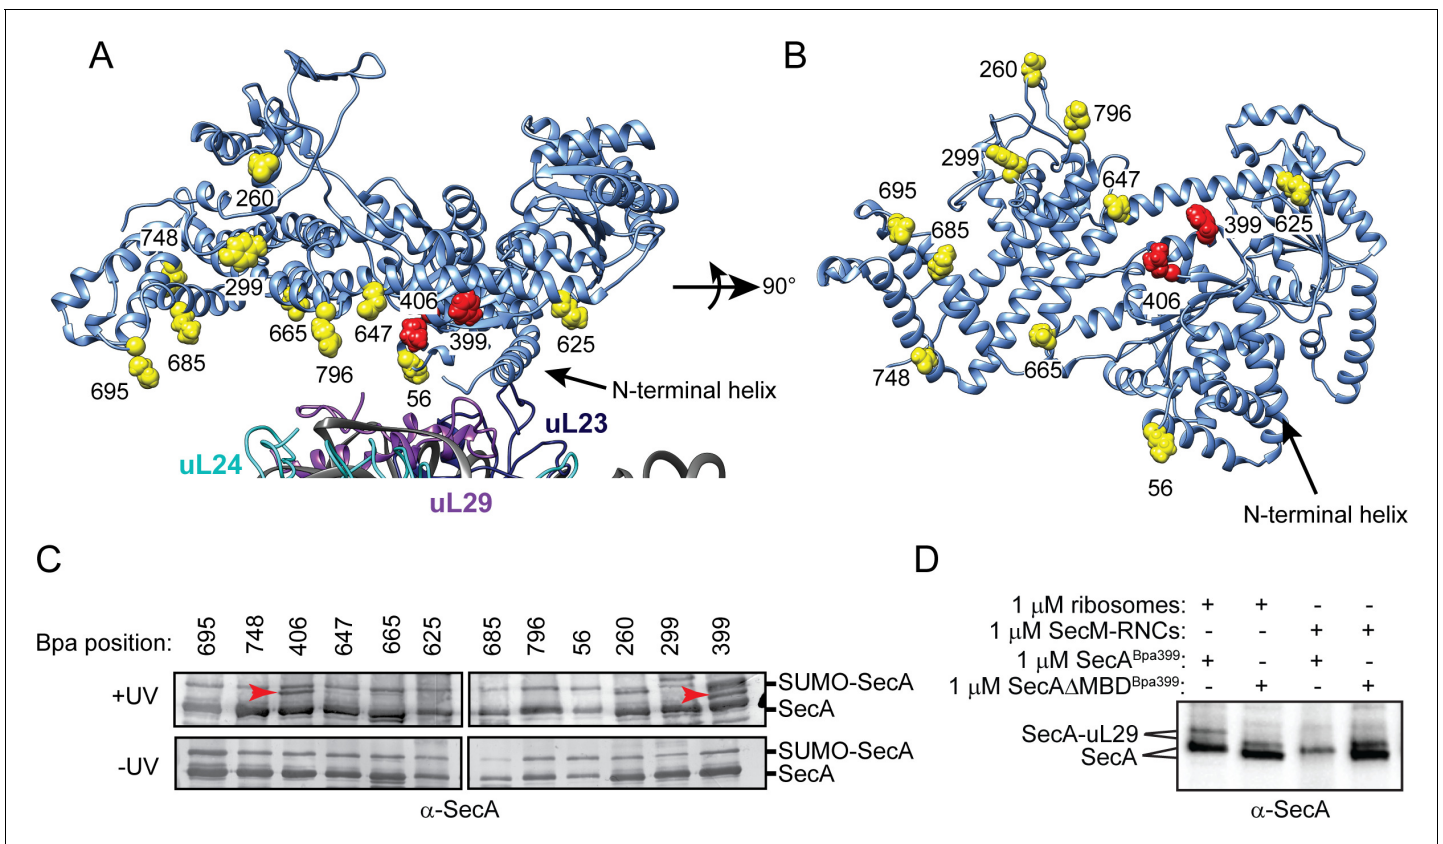 A
260
748
299
406
665
647
399
625
685
796
695
56
N-terminal helix
uL23
uL24
uL29
90°
B
260
796
299
647
695
685
399
625
406
748
665
56
N-terminal helix
C
Bpa position:
695 748 406 647 665 625 685 796 56 260 299 399
+UV
SUMO-SecA
SecA
-UV
SUMO-SecA
SecA
α-SecA
D
1 μM ribosomes: + + - -
1 μM SecM-RNCs: - - + +
1 μM SecA^Bpa399: + - + -
1 μM SecAΔMBD^Bpa399: - + - +
SecA-uL29
SecA
α-SecA